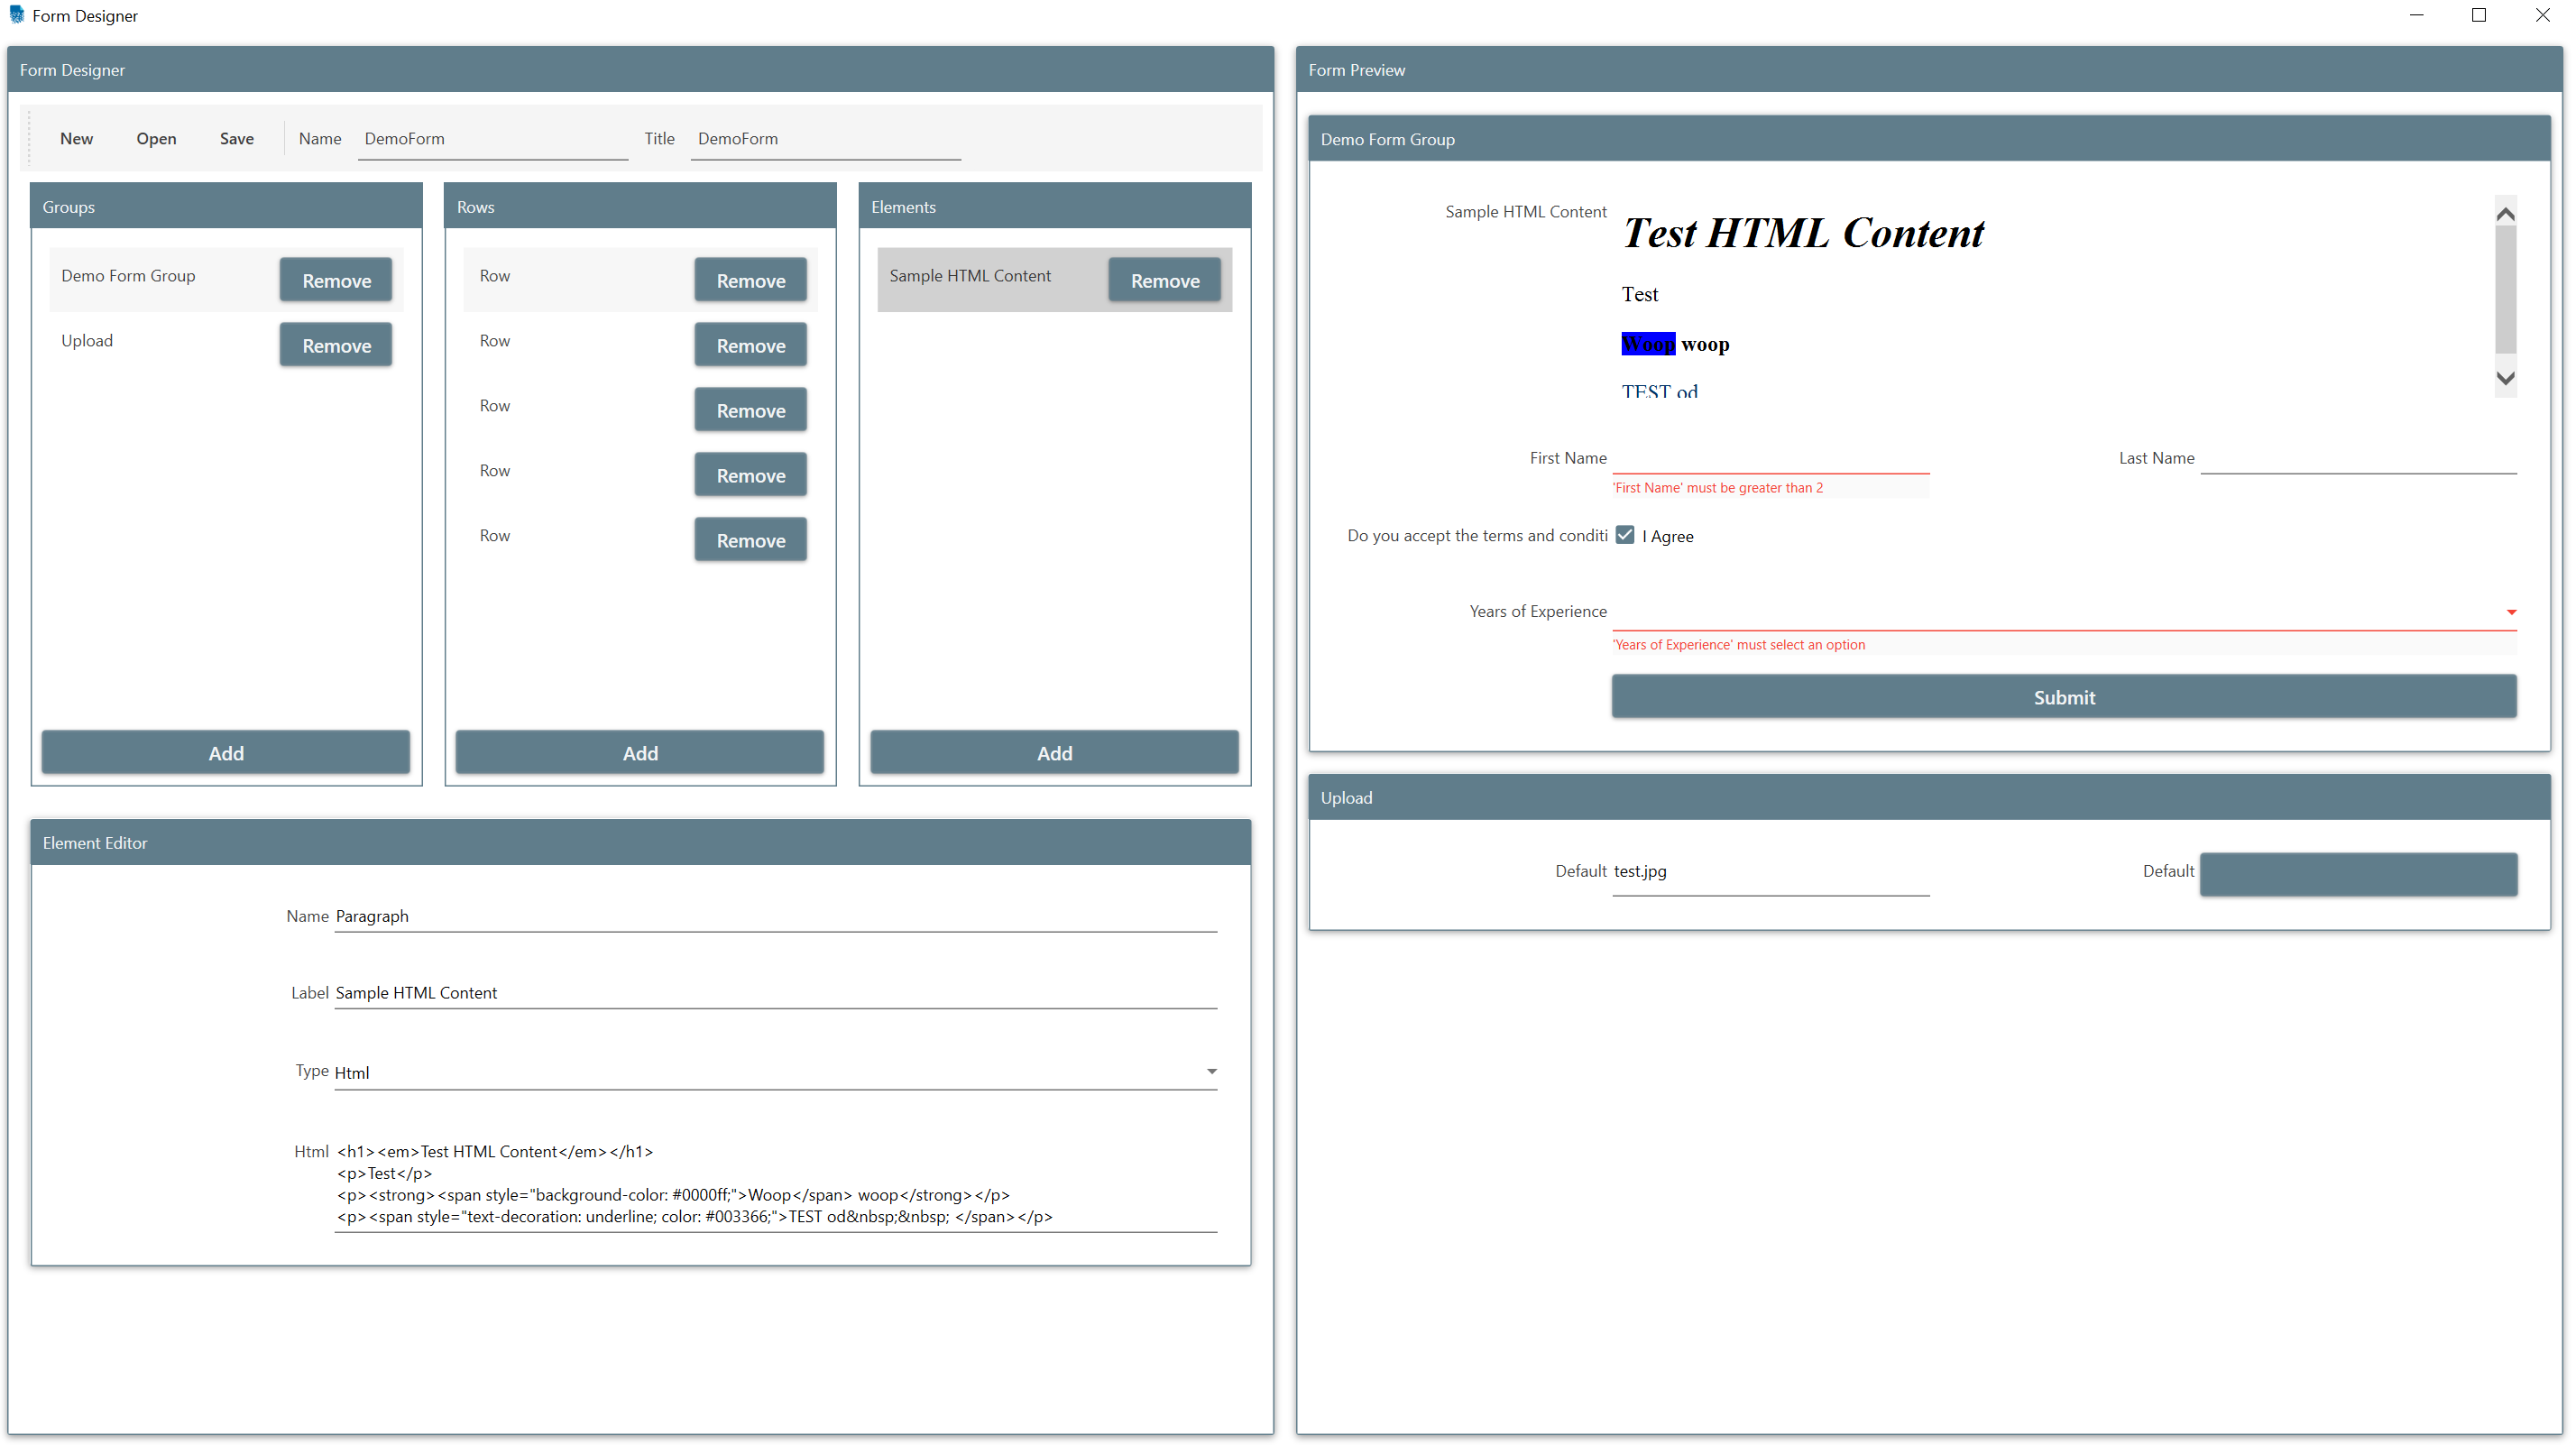 Form Designer
Form Designer
New Open Save Name DemoForm Title DemoForm
Groups
Demo Form Group Remove
Upload Remove
Add
Rows
Row Remove
Row Remove
Row Remove
Row Remove
Row Remove
Add
Elements
Sample HTML Content Remove
Add
Element Editor
Name Paragraph
Label Sample HTML Content
Type Html
Html <h1><em>Test HTML Content</em></h1>
<p>Test</p>
<p><strong><span style="background-color: #0000ff;">Woop</span> woop</strong></p>
<p><span style="text-decoration: underline; color: #003366;">TEST od&nbsp;&nbsp; </span></p>
Form Preview
Demo Form Group
Sample HTML Content Test HTML Content
Test
Woop woop
TEST od
First Name Last Name
'First Name' must be greater than 2
Do you accept the terms and conditi I Agree
Years of Experience
'Years of Experience' must select an option
Submit
Upload
Default test.jpg Default